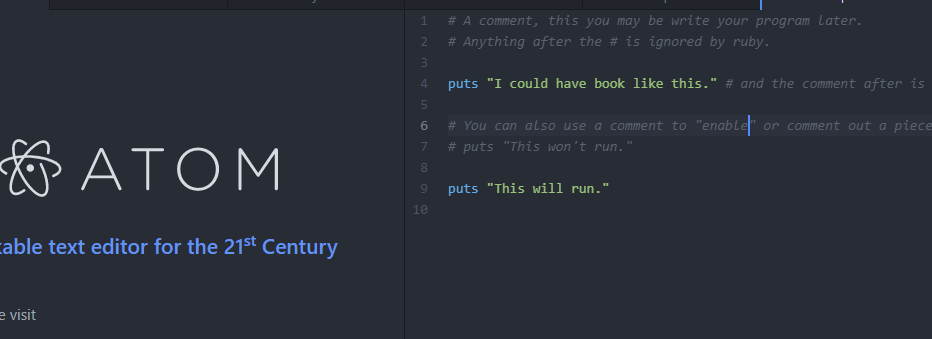 1 # A comment, this you may be write your program later.
2 # Anything after the # is ignored by ruby.
3
4 puts "I could have book like this." # and the comment after is
5
6 # You can also use a comment to "enable" or comment out a piece
7 # puts "This won't run."
8
9 puts "This will run."
10
ATOM
text editor for the 21st Century
visit